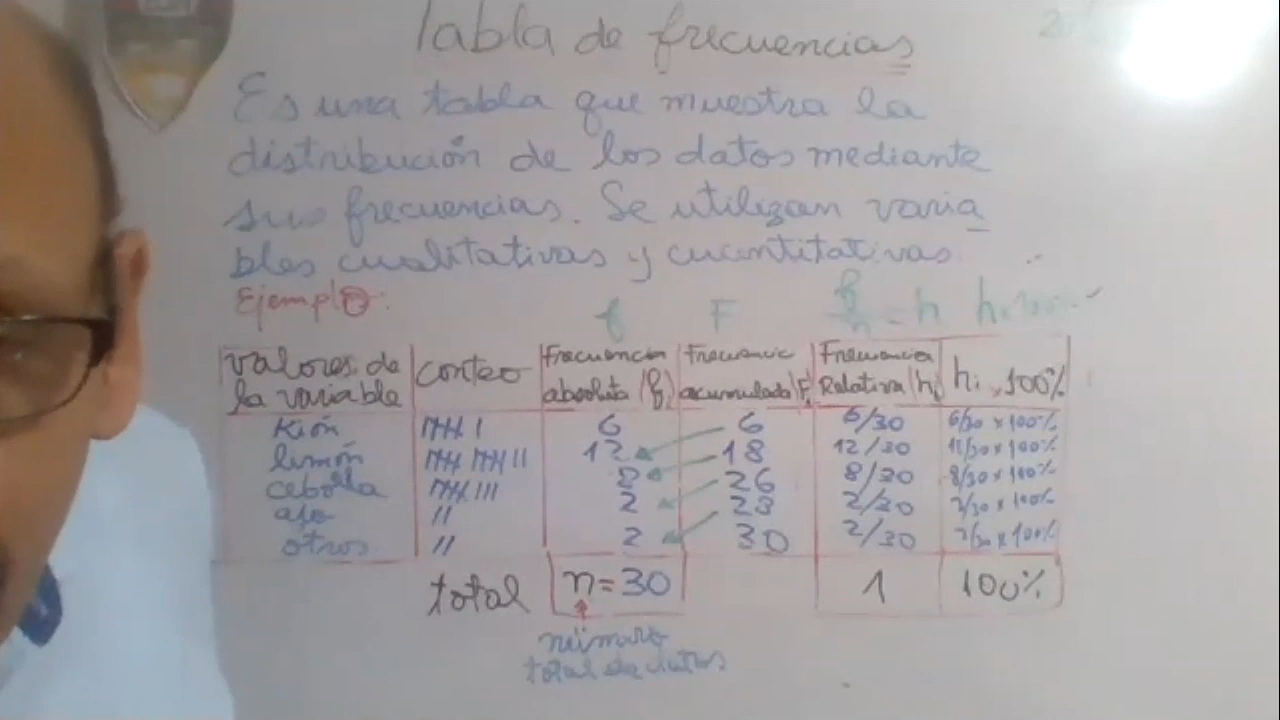 Tabla de frecuencias
Es una tabla que muestra la
distribución de los datos mediante
sus frecuencias. Se utilizan varia
bles cualitativas y cuantitativas.
Ejemplo:
f F f/n = h
valores de la variable conteo Frecuencia absoluta (f) Frecuencia acumulada (F) Frecuencia Relativa (hi) hi x 100%
Kión 6 6 6/30 6/30 x 100%
limón 12 18 12/30 12/30 x 100%
cebolla 8 26 8/30 8/30 x 100%
ajo 2 28 2/30 2/30 x 100%
otros 2 30 2/30 2/30 x 100%
total n=30 1 100%
número
total de datos